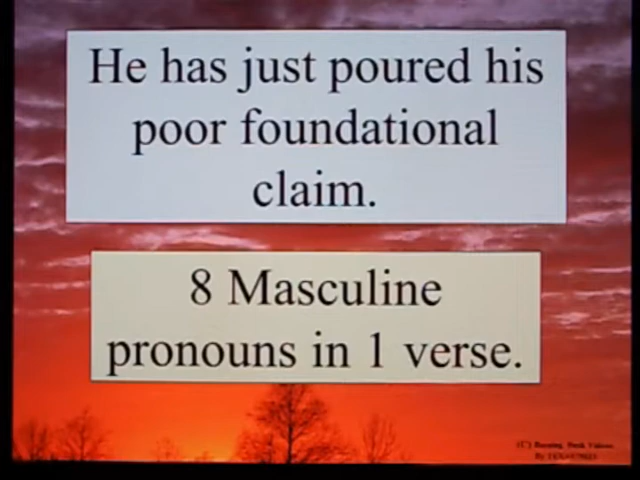 He has just poured his
poor foundational
claim.
8 Masculine
pronouns in 1 verse.